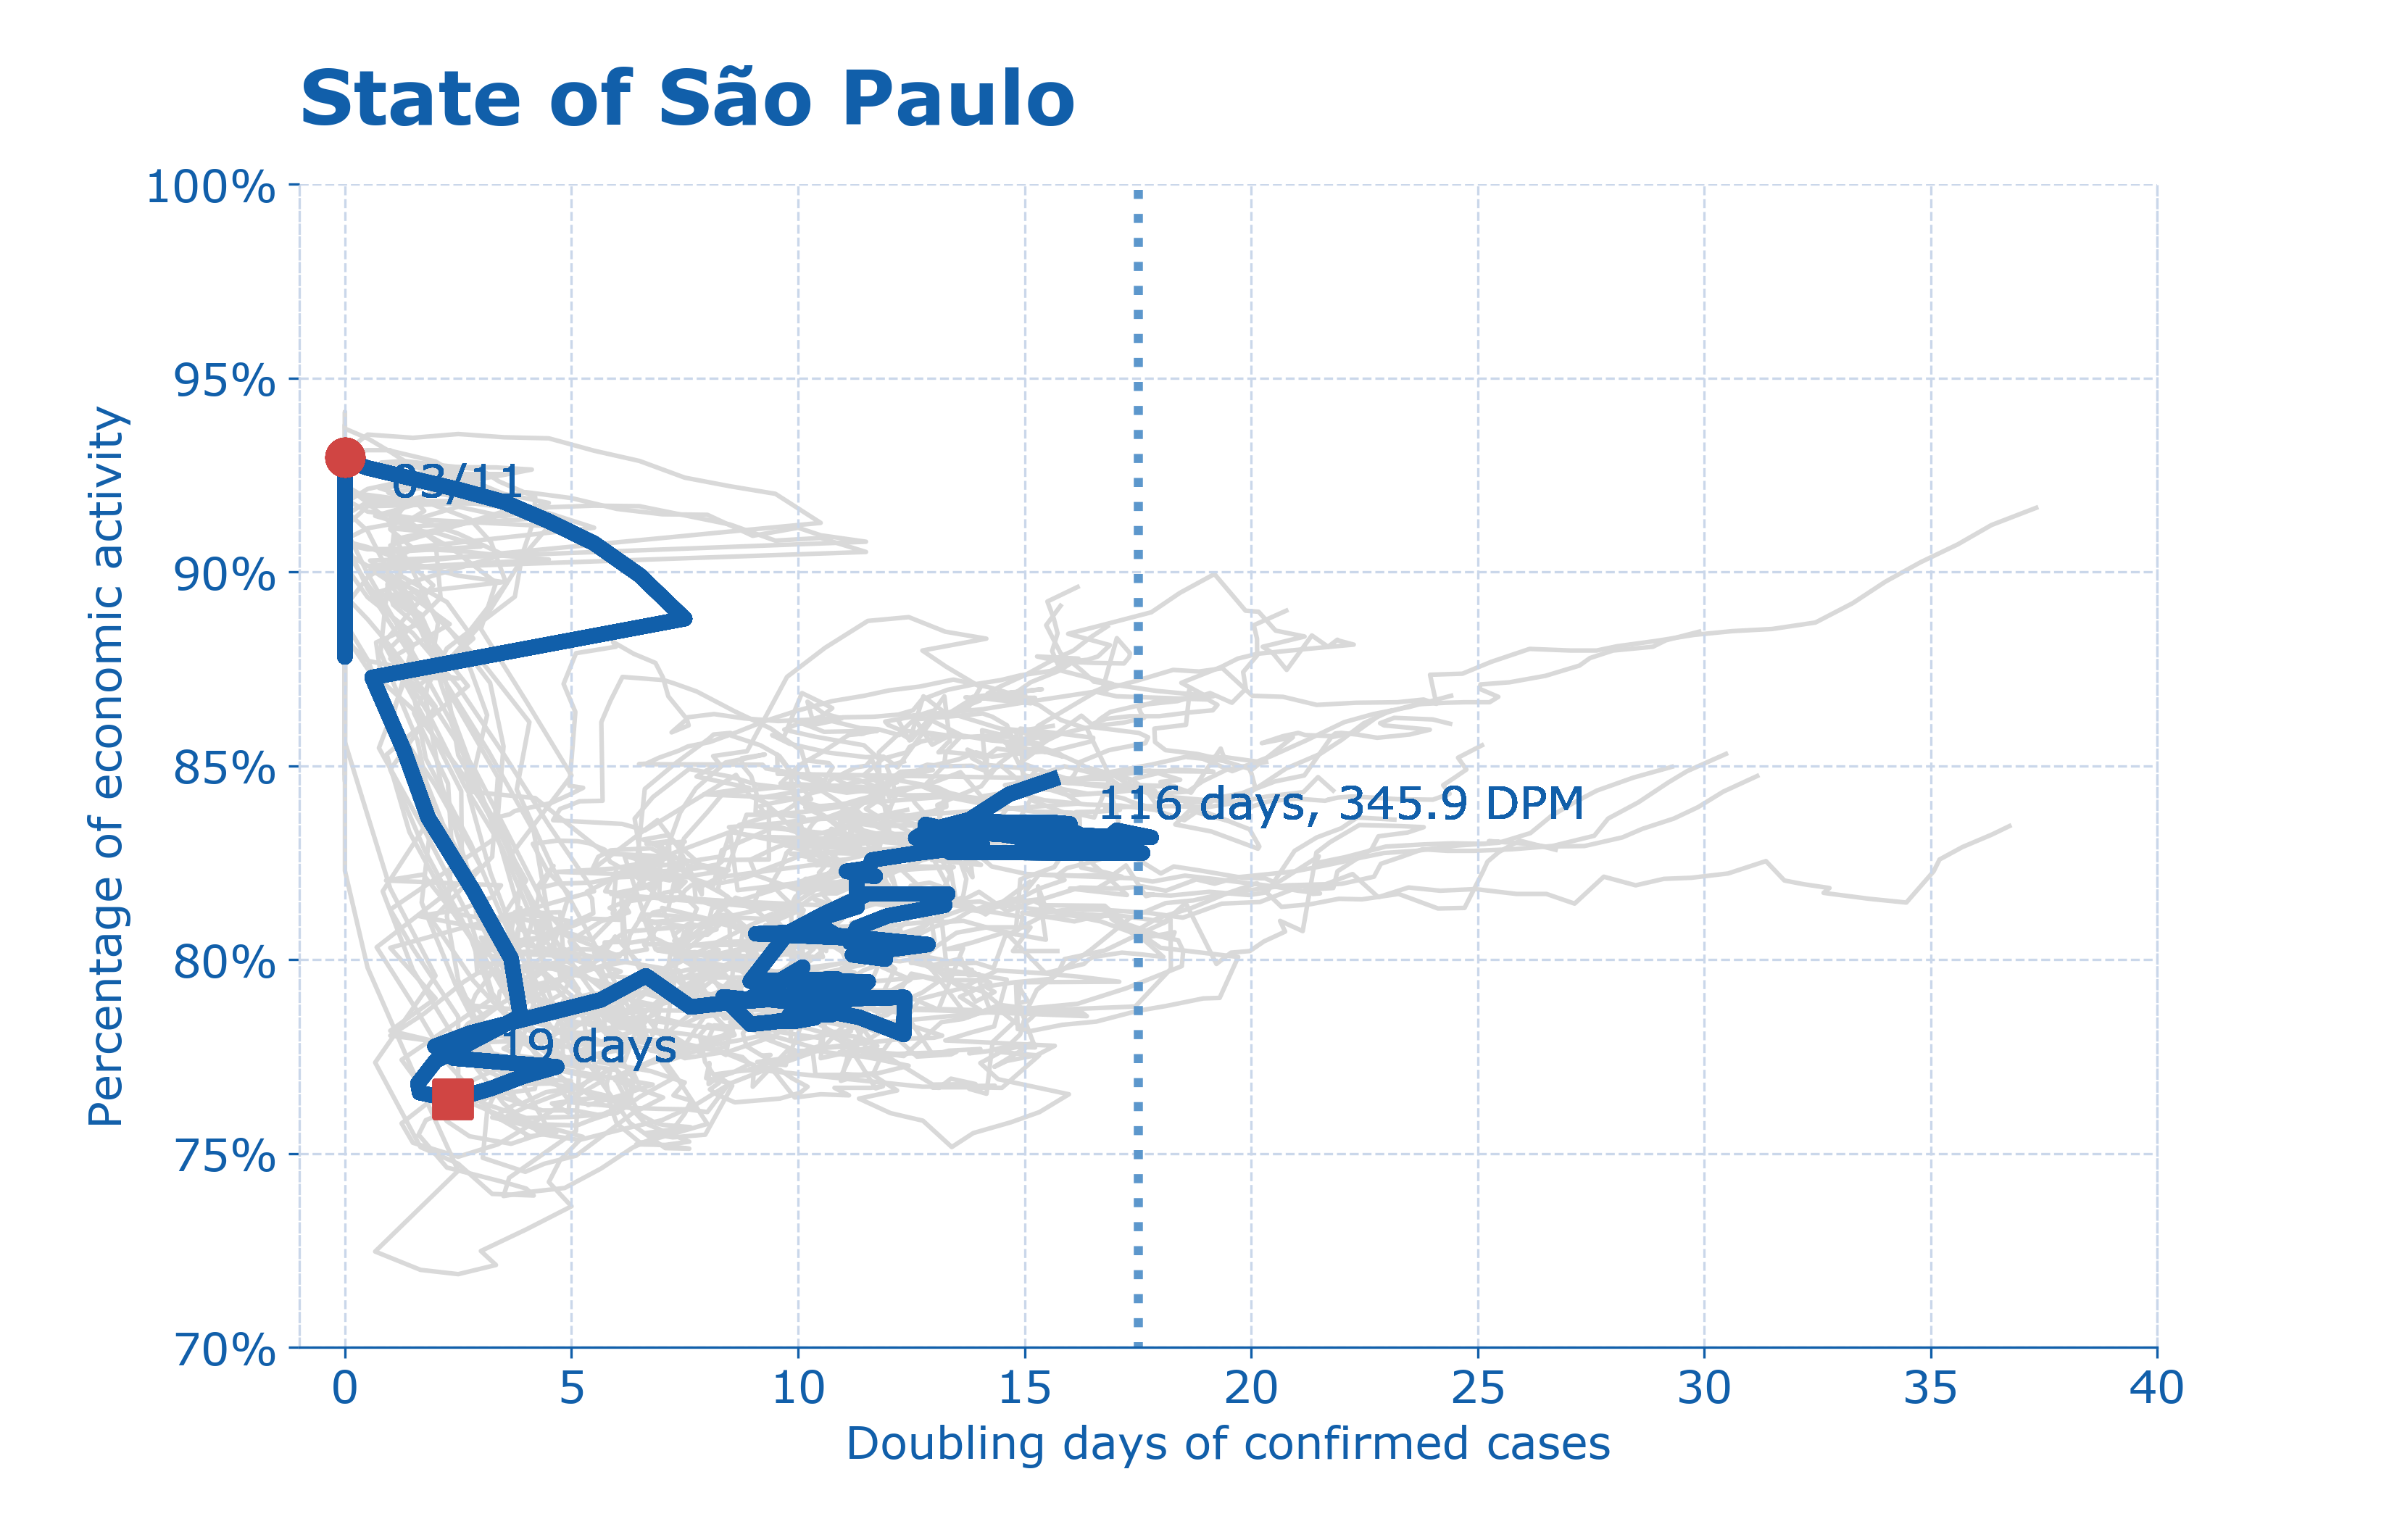 State of São Paulo
100%
95%
90%
85%
80%
75%
70%
Percentage of economic activity
03/11
116 days, 345.9 DPM
19 days
0 5 10 15 20 25 30 35 40
Doubling days of confirmed cases